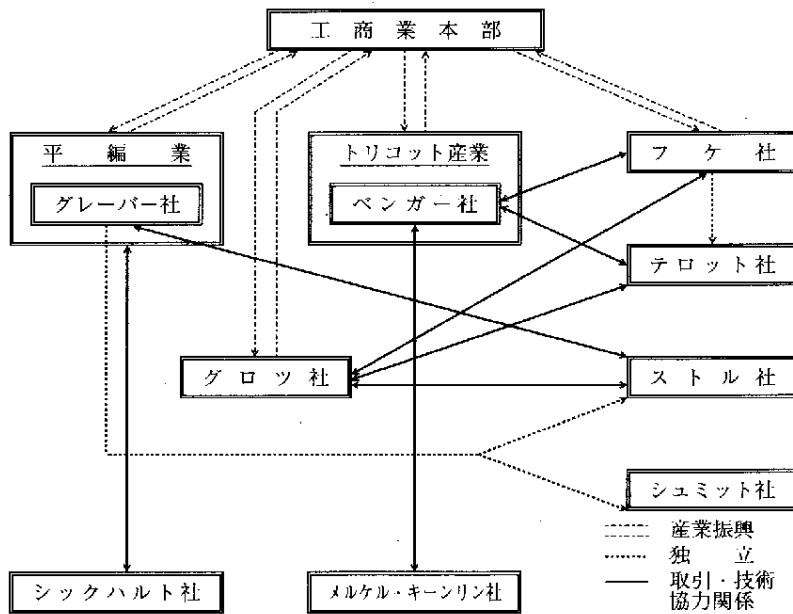 工商業本部
平編業
トリコット産業
フケ社
グレーバー社
ベンガー社
テロット社
グロツ社
ストル社
シュミット社
産業振興
独立
シックハルト社
メルケル・キーンリン社
取引・技術
協力関係